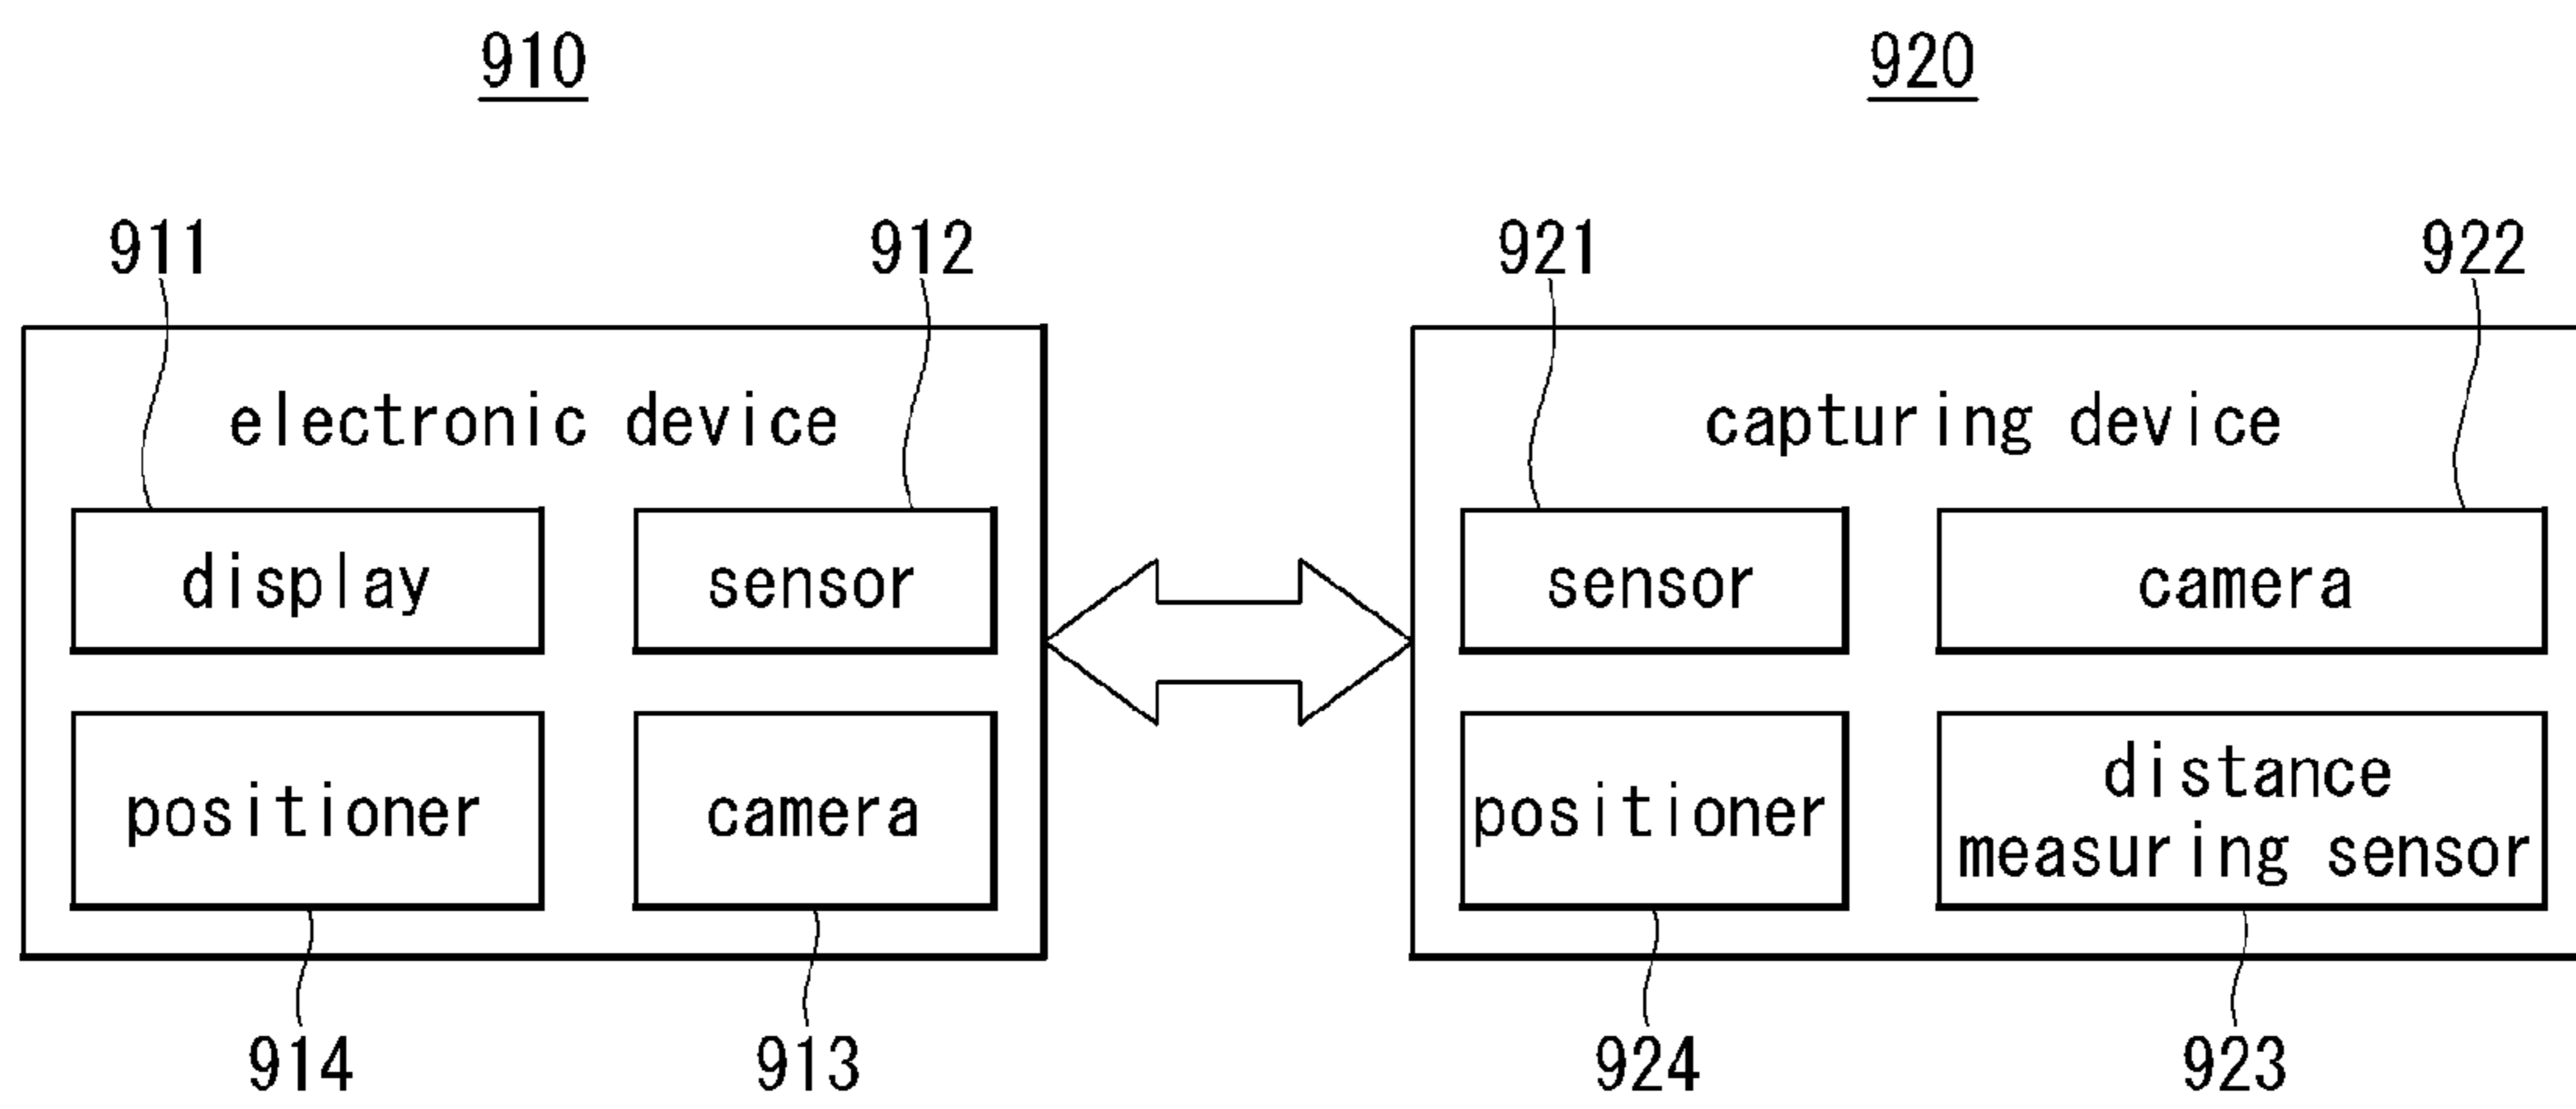 910
920
911
912
921
922
electronic device
capturing device
display
sensor
sensor
camera
positioner
camera
positioner
distance
measuring sensor
914
913
924
923